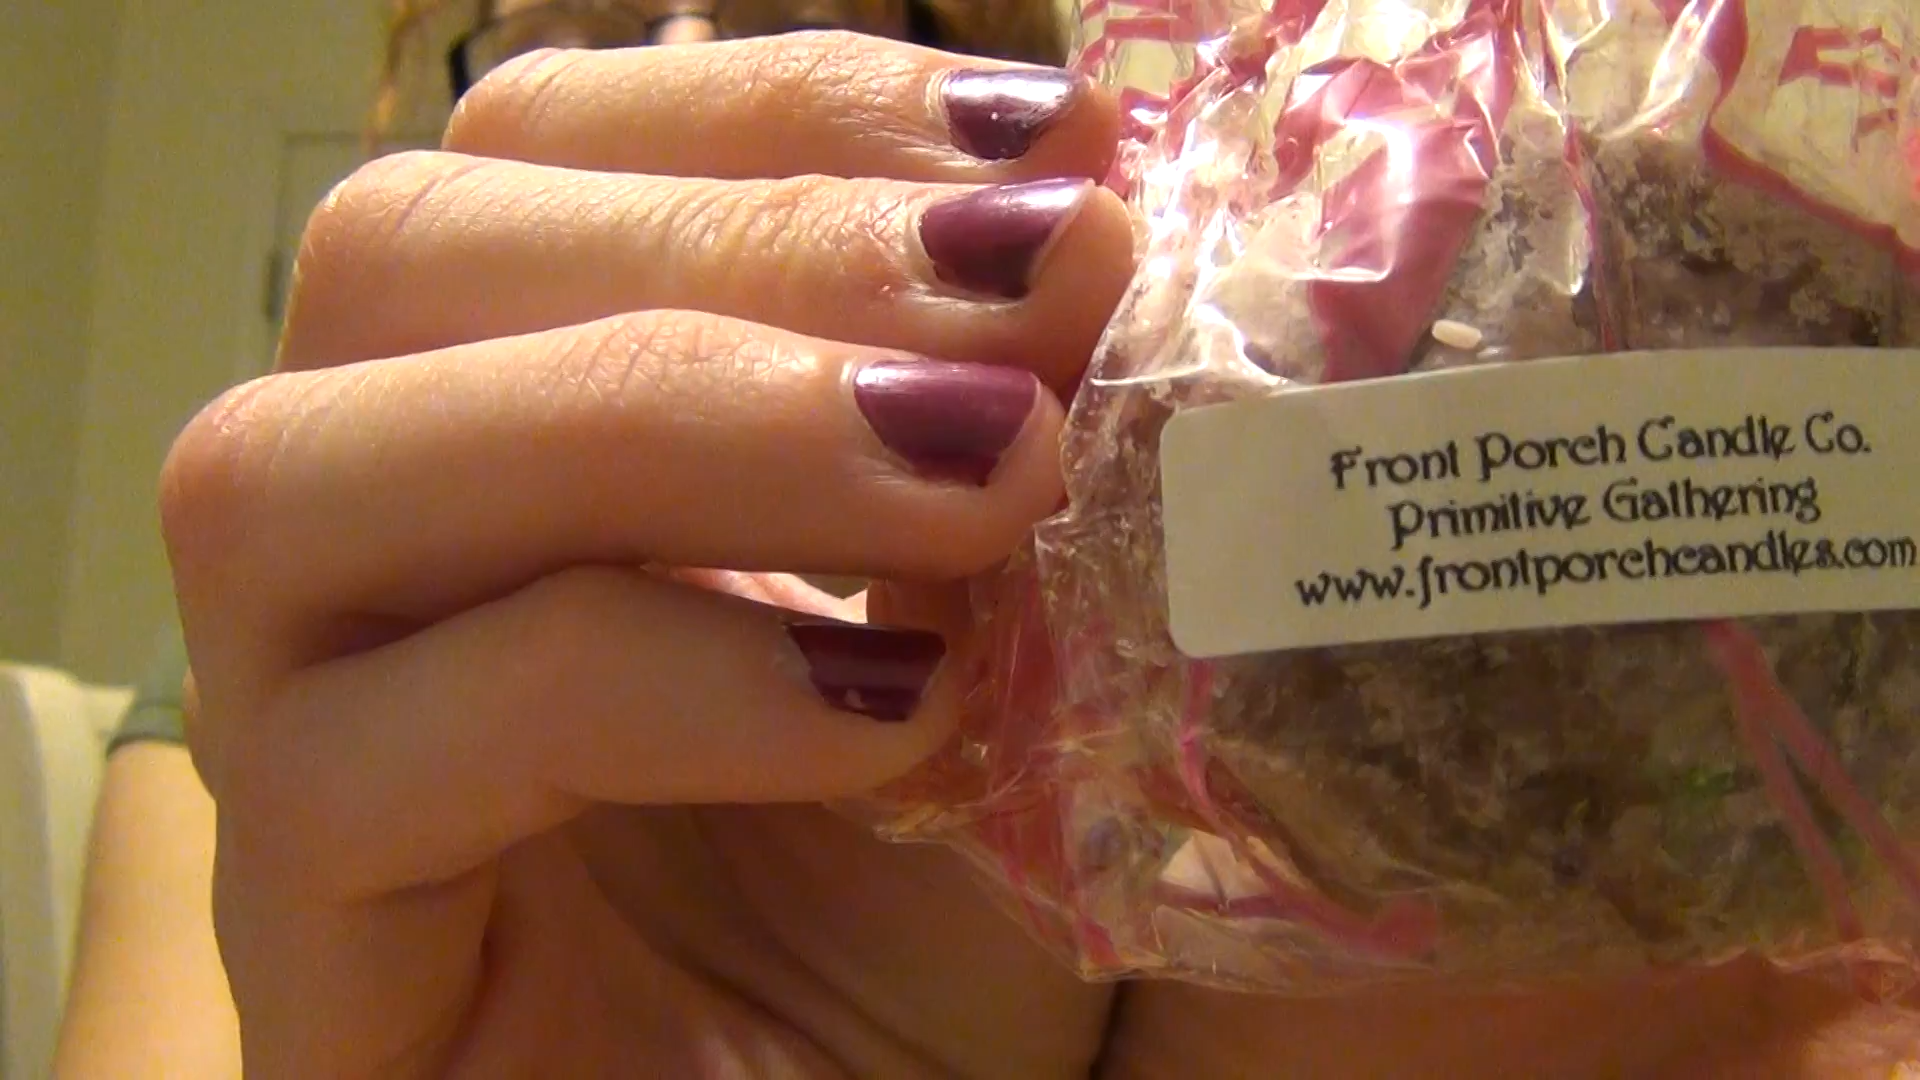 Front Porch Candle Co.
Primitive Gathering
www.frontporchcandles.com